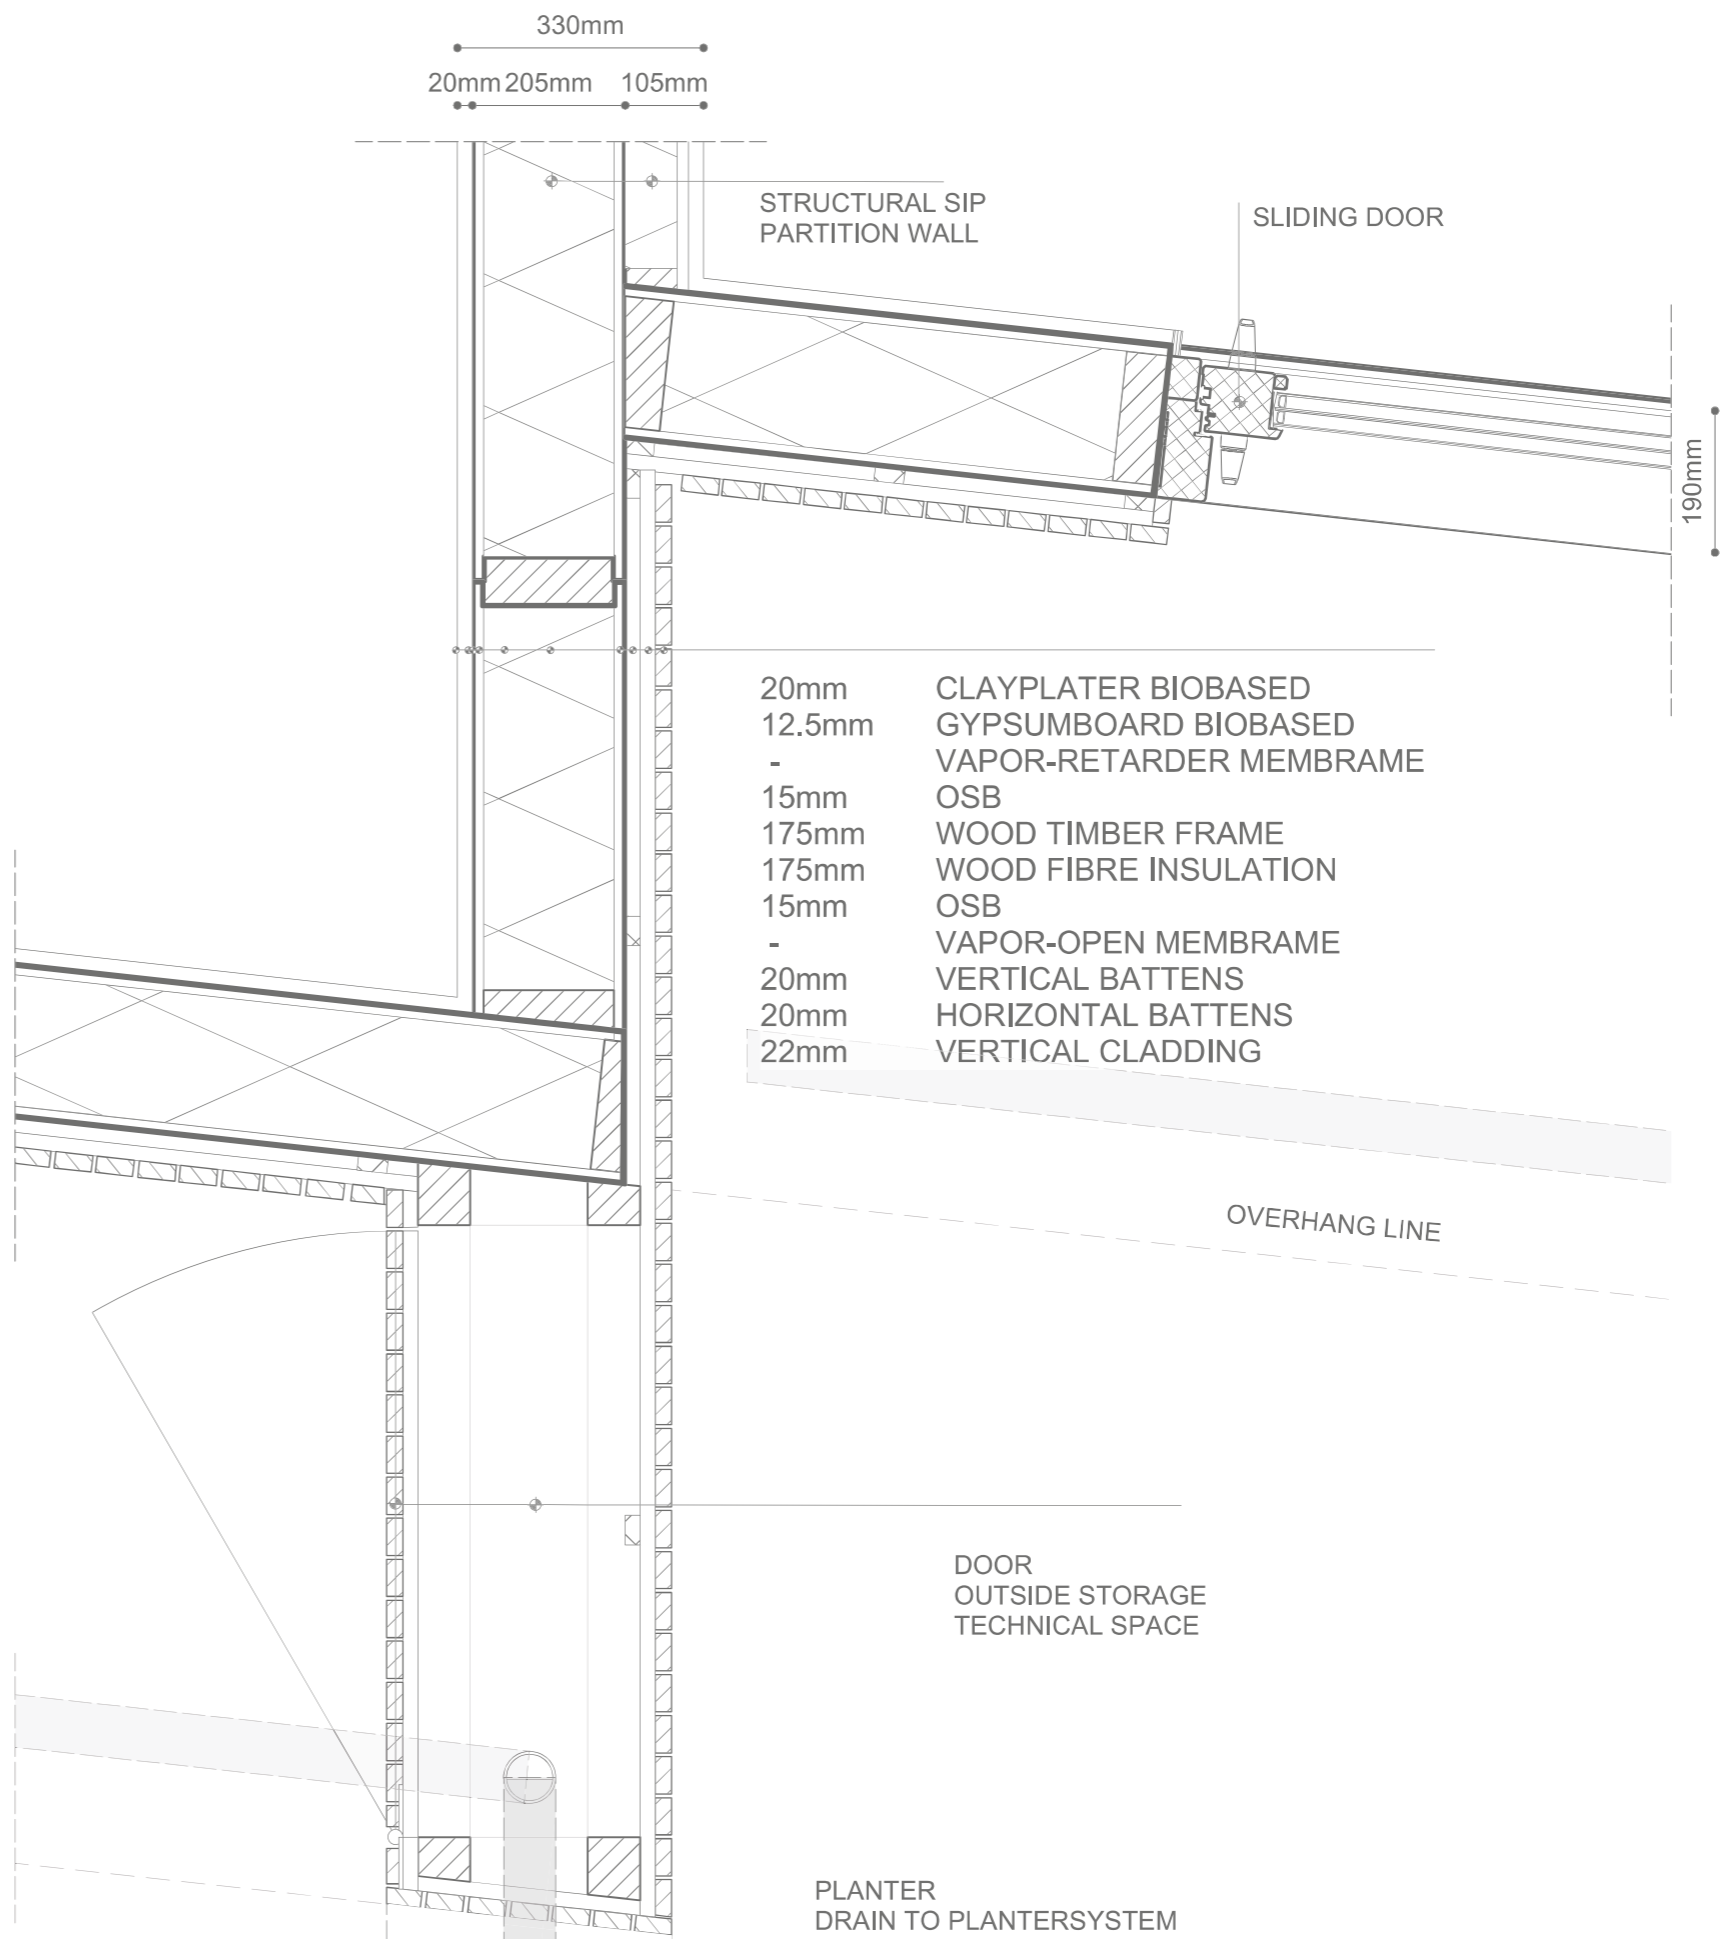 330mm
20mm 205mm 105mm
STRUCTURAL SIP
PARTITION WALL
SLIDING DOOR
190mm
20mm CLAYPLATER BIOBASED
12.5mm GYPSUMBOARD BIOBASED
- VAPOR-RETARDER MEMBRAME
15mm OSB
175mm WOOD TIMBER FRAME
175mm WOOD FIBRE INSULATION
15mm OSB
- VAPOR-OPEN MEMBRAME
20mm VERTICAL BATTENS
20mm HORIZONTAL BATTENS
22mm VERTICAL CLADDING
OVERHANG LINE
DOOR
OUTSIDE STORAGE
TECHNICAL SPACE
PLANTER
DRAIN TO PLANTERSYSTEM